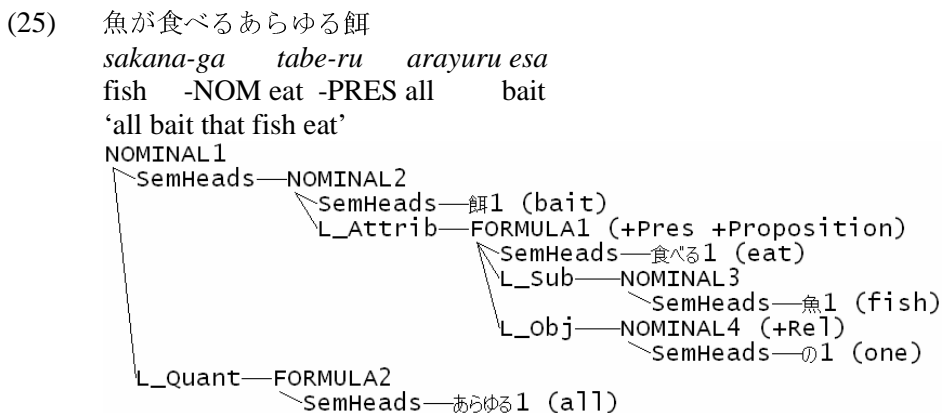 (25) 魚が食べるあらゆる餌
sakana-ga tabe-ru arayuru esa
fish -NOM eat -PRES all bait
‘all bait that fish eat’
NOMINAL1
SemHeads—NOMINAL2
SemHeads—餌1 (bait)
L_Attrib—FORMULA1 (+Pres +Proposition)
SemHeads—食べる1 (eat)
L_Sub—NOMINAL3
SemHeads—魚1 (fish)
L_Obj—NOMINAL4 (+Rel)
SemHeads—の1 (one)
L_Quant—FORMULA2
SemHeads—あらゆる1 (all)